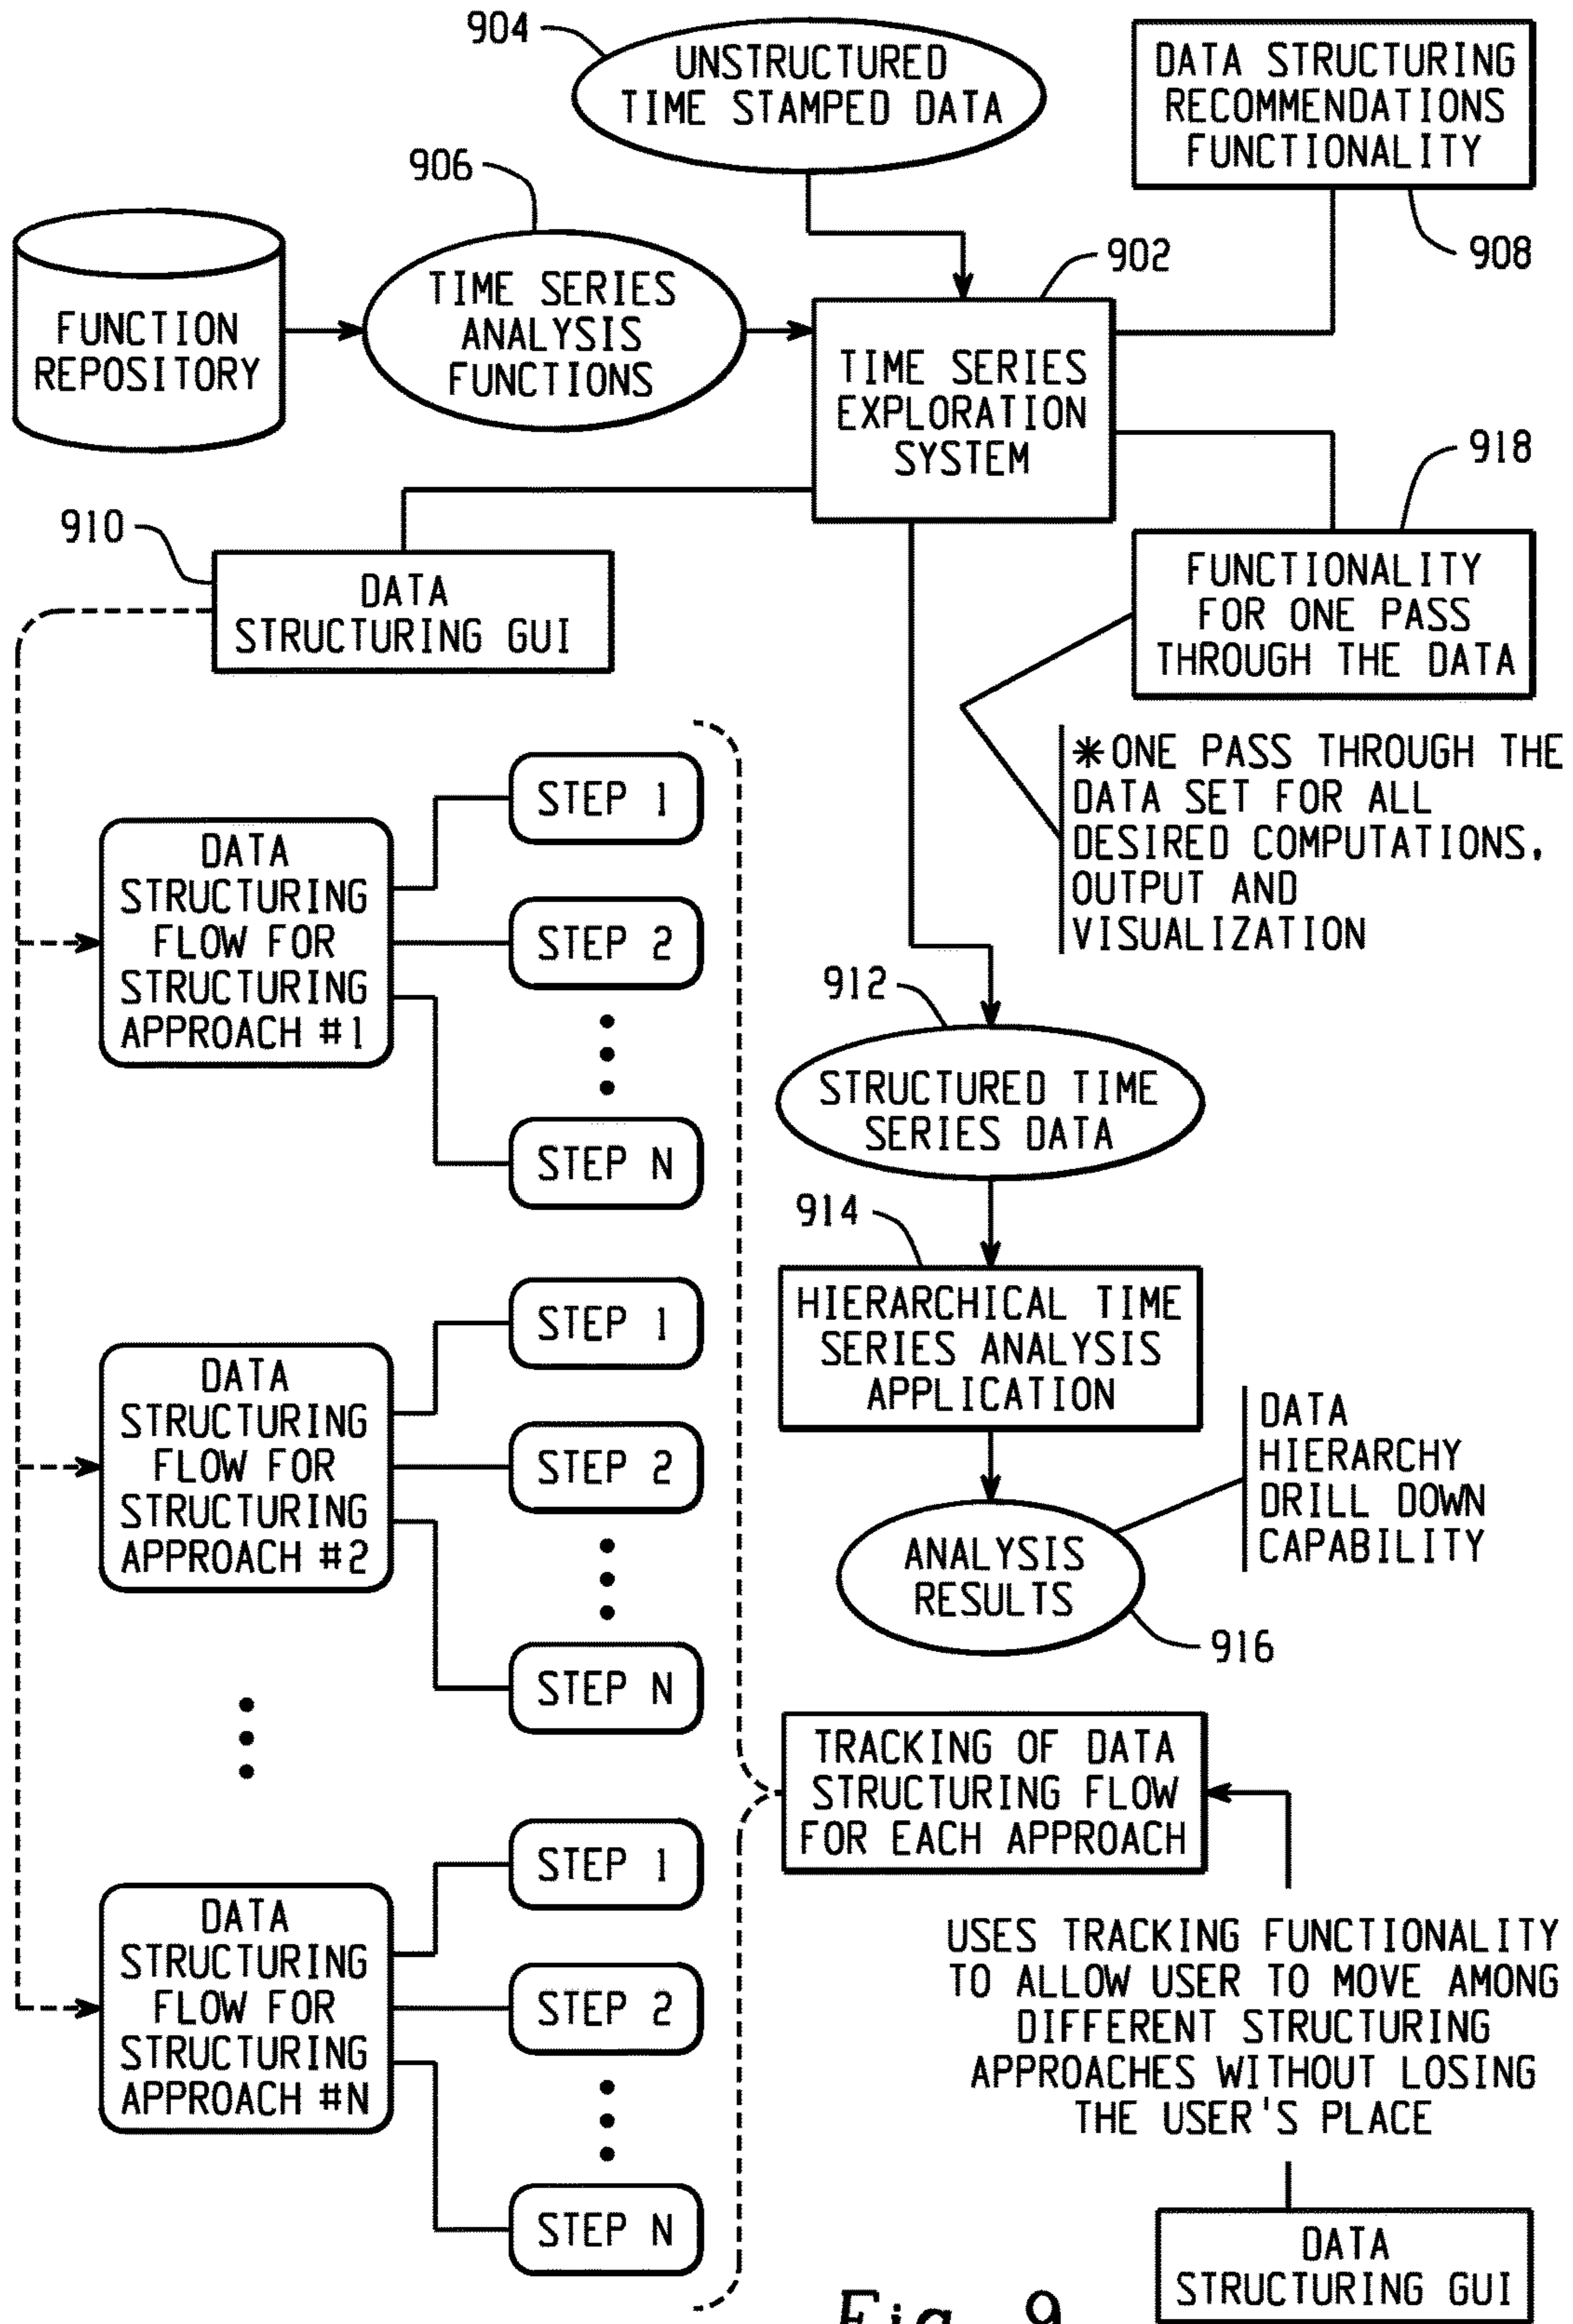 904
UNSTRUCTURED
TIME STAMPED DATA
DATA STRUCTURING
RECOMMENDATIONS
FUNCTIONALITY
908
906
FUNCTION
REPOSITORY
TIME SERIES
ANALYSIS
FUNCTIONS
902
TIME SERIES
EXPLORATION
SYSTEM
918
FUNCTIONALITY
FOR ONE PASS
THROUGH THE DATA
*ONE PASS THROUGH THE
DATA SET FOR ALL
DESIRED COMPUTATIONS,
OUTPUT AND
VISUALIZATION
910
DATA
STRUCTURING GUI
DATA
STRUCTURING
FLOW FOR
STRUCTURING
APPROACH #1
STEP 1
STEP 2
STEP N
912
STRUCTURED TIME
SERIES DATA
914
HIERARCHICAL TIME
SERIES ANALYSIS
APPLICATION
DATA
HIERARCHY
DRILL DOWN
CAPABILITY
ANALYSIS
RESULTS
916
DATA
STRUCTURING
FLOW FOR
STRUCTURING
APPROACH #2
STEP 1
STEP 2
STEP N
TRACKING OF DATA
STRUCTURING FLOW
FOR EACH APPROACH
DATA
STRUCTURING
FLOW FOR
STRUCTURING
APPROACH #N
STEP 1
STEP 2
STEP N
USES TRACKING FUNCTIONALITY
TO ALLOW USER TO MOVE AMONG
DIFFERENT STRUCTURING
APPROACHES WITHOUT LOSING
THE USER'S PLACE
DATA
STRUCTURING GUI
Fig. 9